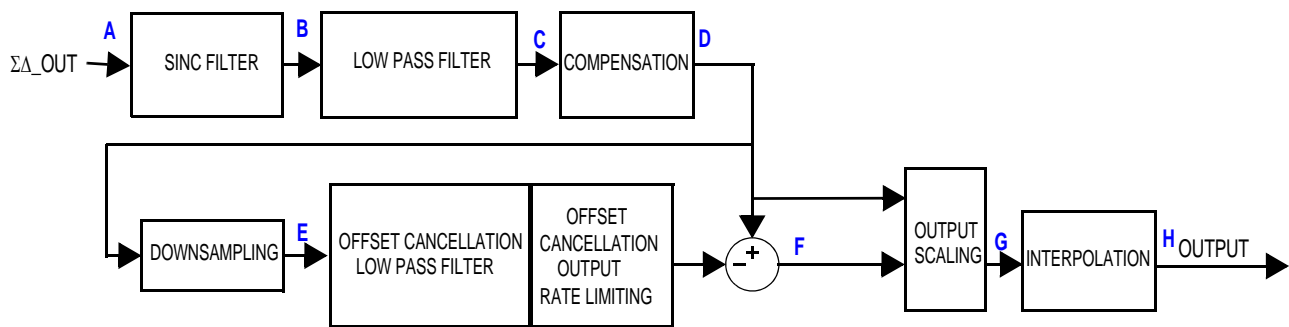 A
B
C
D
ΣΔ_OUT
SINC FILTER
LOW PASS FILTER
COMPENSATION
DOWNSAMPLING
E
OFFSET CANCELLATION
LOW PASS FILTER
OFFSET
CANCELLATION
OUTPUT
RATE LIMITING
+
−
F
OUTPUT
SCALING
G
INTERPOLATION
H
OUTPUT